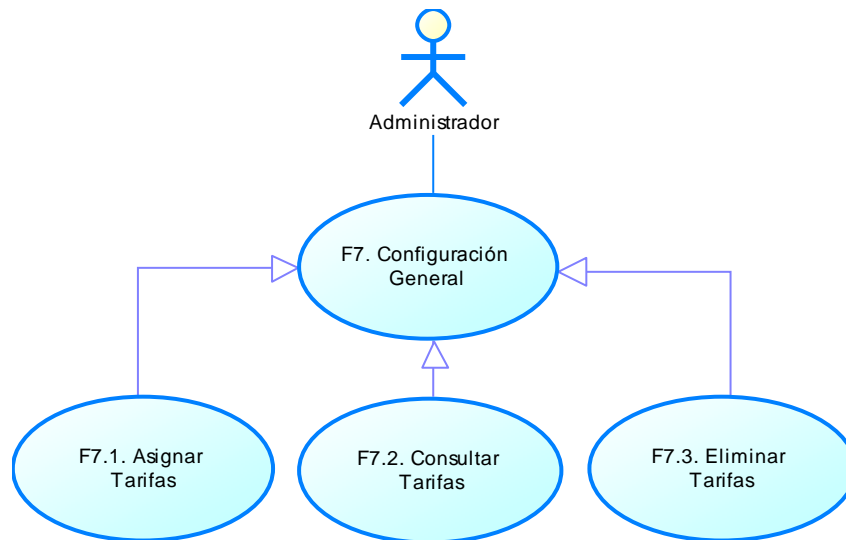 Administrador
F7. Configuración
General
F7.1. Asignar
Tarifas
F7.2. Consultar
Tarifas
F7.3. Eliminar
Tarifas